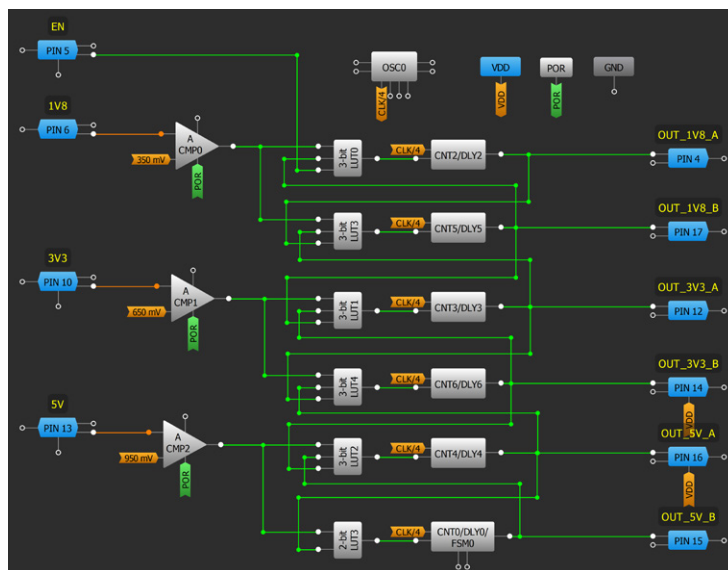 EN
PIN 5
OSC0
VDD
POR
GND
CLK/4
VDD
POR
1V8
PIN 6
A
CMP0
350 mV
POR
3-bit
LUT0
CLK/4
CNT2/DLY2
OUT_1V8_A
PIN 4
3-bit
LUT3
CLK/4
CNT5/DLY5
OUT_1V8_B
PIN 17
3V3
PIN 10
A
CMP1
650 mV
POR
3-bit
LUT1
CLK/4
CNT3/DLY3
OUT_3V3_A
PIN 12
3-bit
LUT4
CLK/4
CNT6/DLY6
OUT_3V3_B
PIN 14
VDD
5V
PIN 13
A
CMP2
950 mV
POR
3-bit
LUT2
CLK/4
CNT4/DLY4
OUT_5V_A
PIN 16
VDD
2-bit
LUT3
CLK/4
CNT0/DLY0/
FSM0
OUT_5V_B
PIN 15